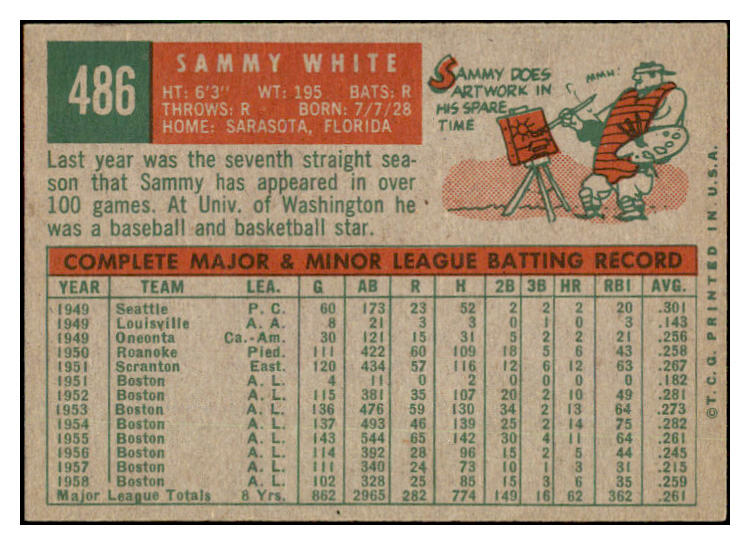 486
SAMMY WHITE
HT: 6'3" WT: 195 BATS: R
THROWS: R BORN: 7/7/28
HOME: SARASOTA, FLORIDA
SAMMY DOES
ARTWORK IN
HIS SPARE
TIME
MMH!
Last year was the seventh straight sea-
son that Sammy has appeared in over
100 games. At Univ. of Washington he
was a baseball and basketball star.
COMPLETE MAJOR & MINOR LEAGUE BATTING RECORD
YEAR TEAM LEA. G AB R H 2B 3B HR RBI AVG.
1949 Seattle P. C. 60 173 23 52 2 2 2 20 .301
1949 Louisville A. A. 8 21 3 3 0 1 0 3 .143
1949 Oneonta Ca.-Am. 30 121 15 31 5 2 2 21 .256
1950 Roanoke Pied. 111 422 60 109 18 5 6 43 .258
1951 Scranton East. 120 434 57 116 12 6 12 63 .267
1951 Boston A. L. 4 11 0 2 0 0 0 0 .182
1952 Boston A. L. 115 381 35 107 20 2 10 49 .281
1953 Boston A. L. 136 476 59 130 34 2 13 64 .273
1954 Boston A. L. 137 493 46 139 25 2 14 75 .282
1955 Boston A. L. 143 544 65 142 30 4 11 64 .261
1956 Boston A. L. 114 392 28 96 15 2 5 44 .245
1957 Boston A. L. 111 340 24 73 10 1 3 31 .215
1958 Boston A. L. 102 328 25 85 15 3 6 35 .259
Major League Totals 8 Yrs. 862 2965 282 774 149 16 62 362 .261
©T. C. G. PRINTED IN U.S.A.